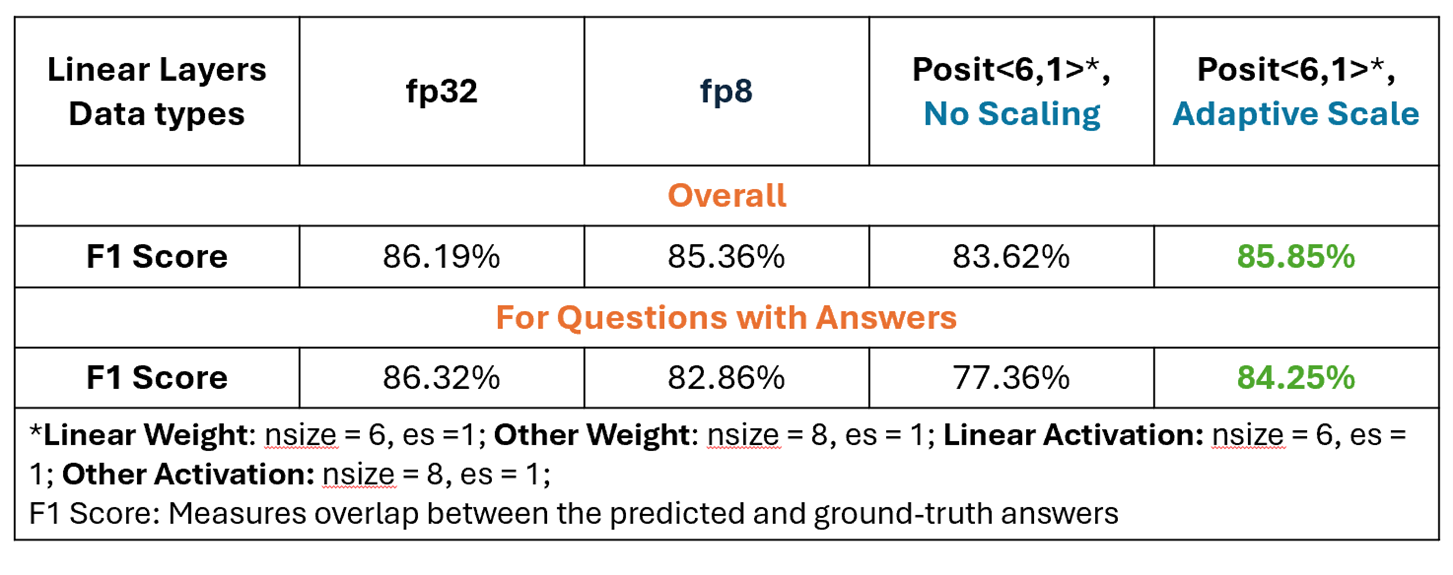 Linear Layers
Data types
fp32
fp8
Posit<6,1>*,
No Scaling
Posit<6,1>*,
Adaptive Scale
Overall
F1 Score 86.19% 85.36% 83.62% 85.85%
For Questions with Answers
F1 Score 86.32% 82.86% 77.36% 84.25%
*Linear Weight: nsize = 6, es =1; Other Weight: nsize = 8, es = 1; Linear Activation: nsize = 6, es =
1; Other Activation: nsize = 8, es = 1;
F1 Score: Measures overlap between the predicted and ground-truth answers